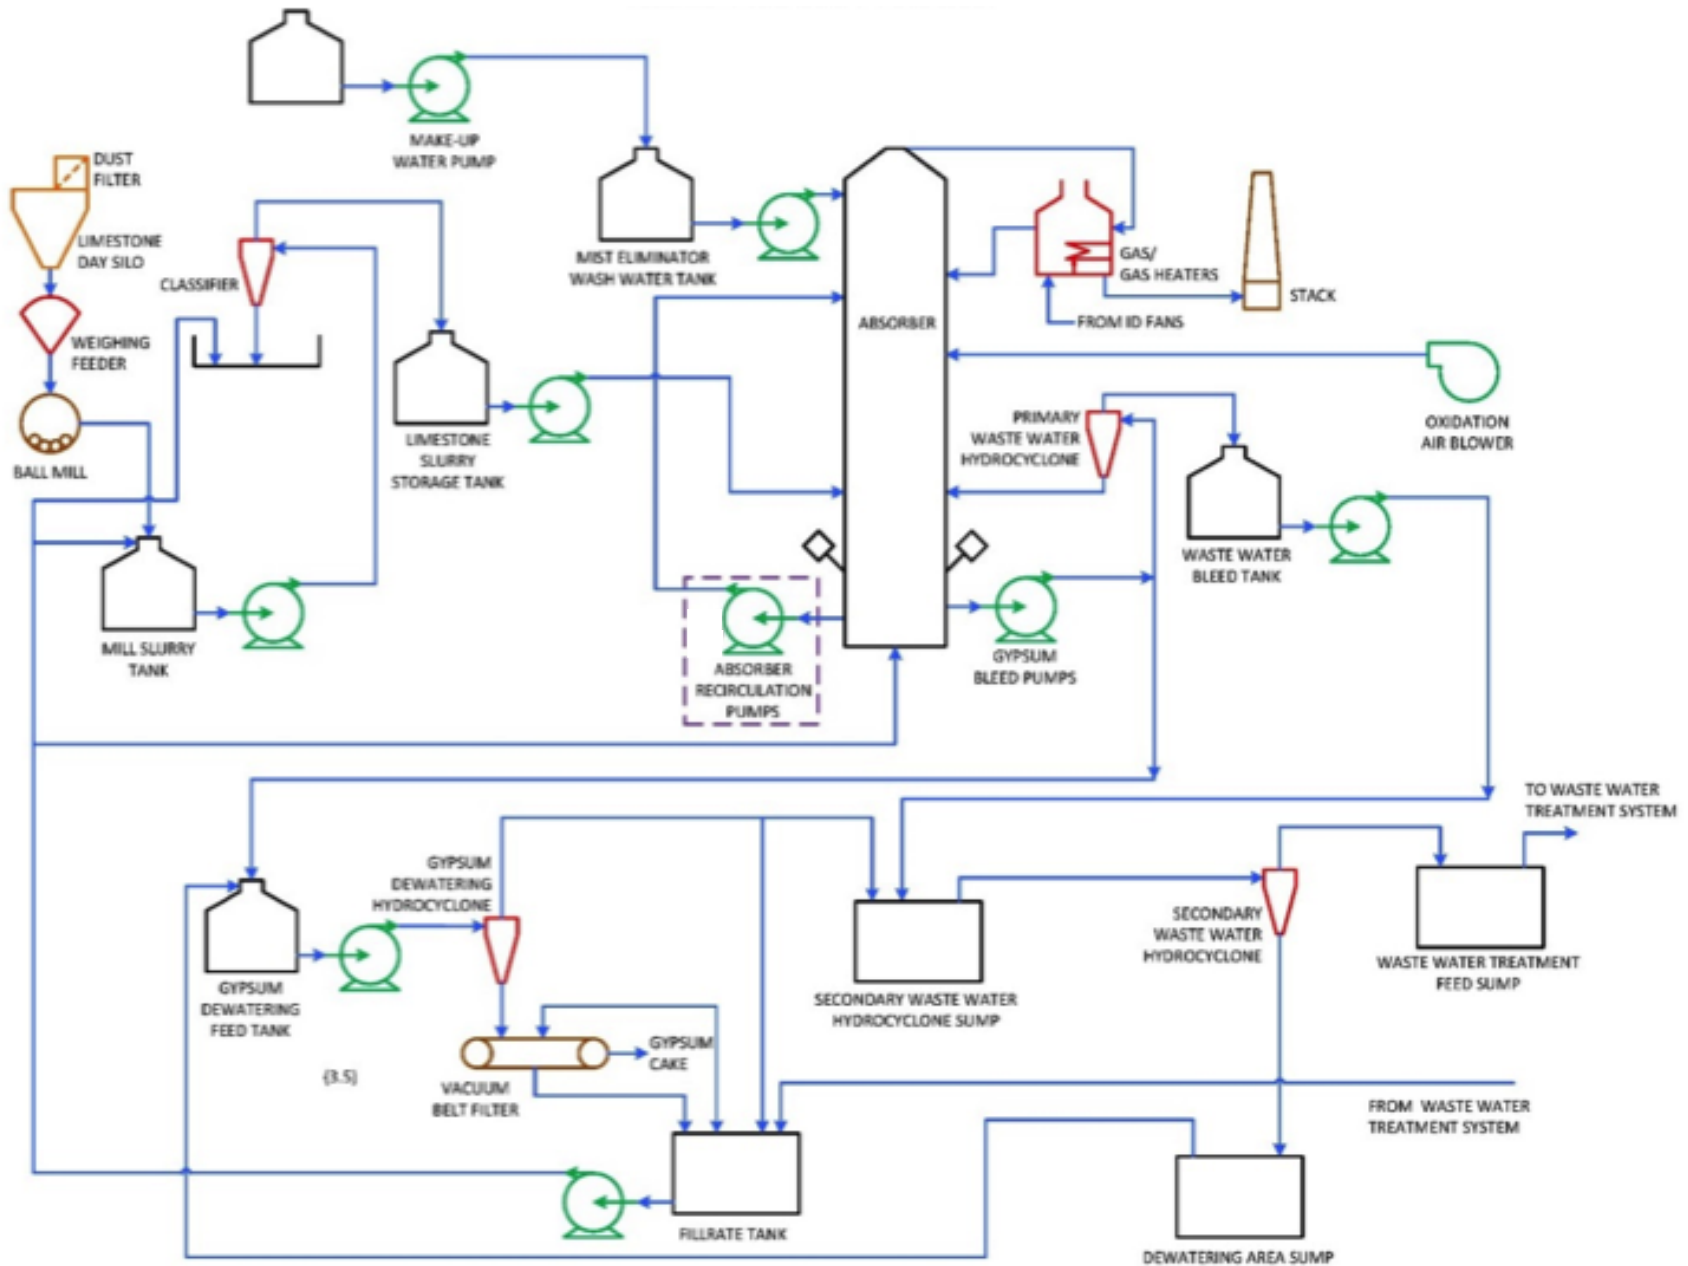 MAKE-UP
WATER PUMP
DUST
FILTER
LIMESTONE
DAY SILO
CLASSIFIER
WEIGHING
FEEDER
BALL MILL
MIST ELIMINATOR
WASH WATER TANK
GAS/
GAS HEATERS
STACK
FROM ID FANS
ABSORBER
LIMESTONE
SLURRY
STORAGE TANK
PRIMARY
WASTE WATER
HYDROCYCLONE
OXIDATION
AIR BLOWER
WASTE WATER
BLEED TANK
MILL SLURRY
TANK
ABSORBER
RECIRCULATION
PUMPS
GYPSUM
BLEED PUMPS
TO WASTE WATER
TREATMENT SYSTEM
GYPSUM
DEWATERING
HYDROCYCLONE
GYPSUM
DEWATERING
FEED TANK
SECONDARY WASTE WATER
HYDROCYCLONE SUMP
SECONDARY
WASTE WATER
HYDROCYCLONE
WASTE WATER TREATMENT
FEED SUMP
GYPSUM
CAKE
(3.5)
VACUUM
BELT FILTER
FROM WASTE WATER
TREATMENT SYSTEM
FILLRATE TANK
DEWATERING AREA SUMP